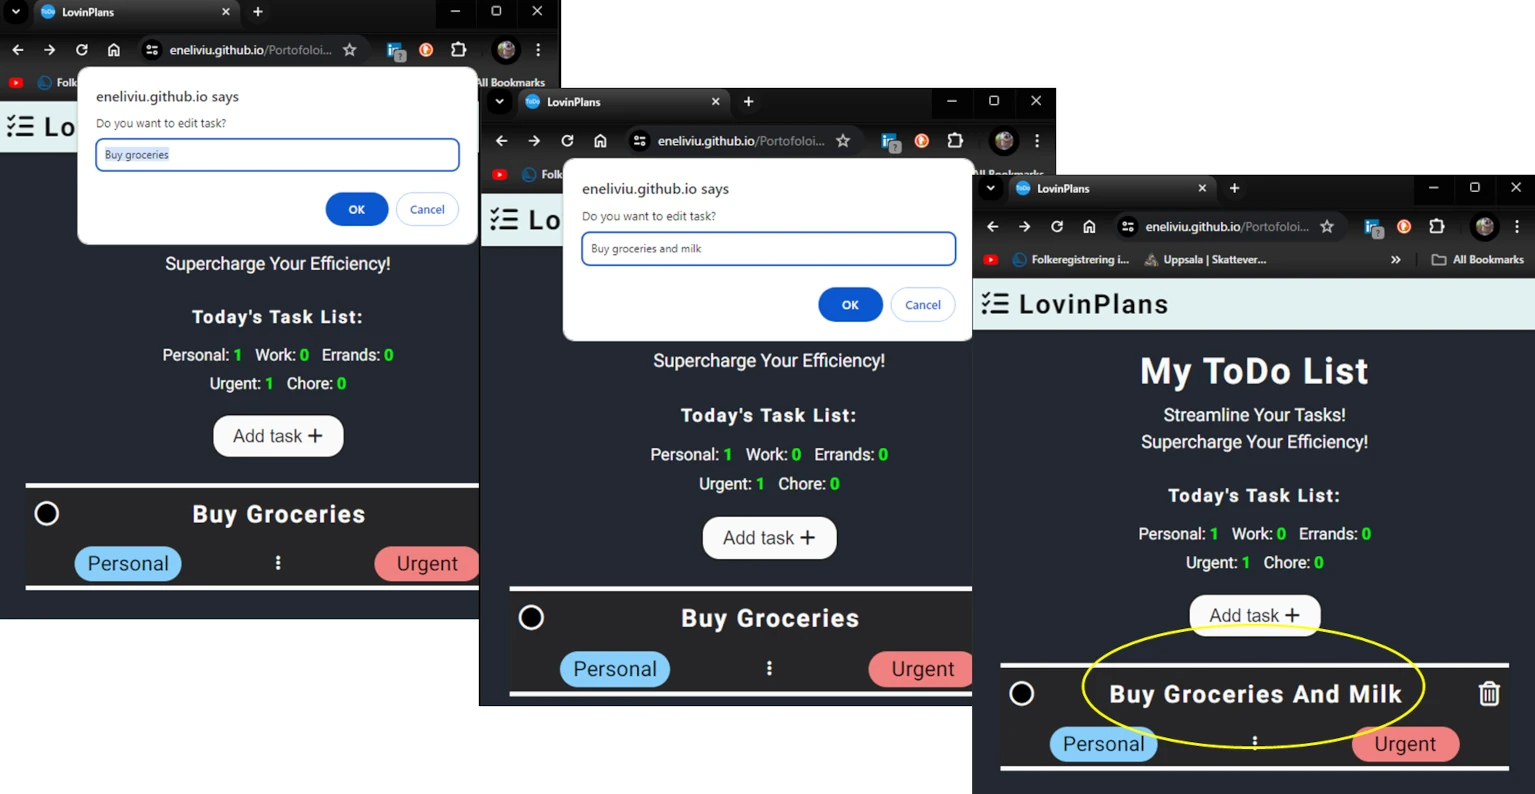 LovinPlans
eneliviu.github.io/Portofoloi...
Folk
All Bookmarks
eneliviu.github.io says
Do you want to edit task?
Buy groceries
OK Cancel
Lo
Supercharge Your Efficiency!
Today's Task List:
Personal: 1 Work: 0 Errands: 0
Urgent: 1 Chore: 0
Add task +
Buy Groceries
Personal Urgent
ToDo LovinPlans
eneliviu.github.io/Portofoloi...
Folk
All Bookmarks
eneliviu.github.io says
Do you want to edit task?
Buy groceries and milk
OK Cancel
Lo
Supercharge Your Efficiency!
Today's Task List:
Personal: 1 Work: 0 Errands: 0
Urgent: 1 Chore: 0
Add task +
Buy Groceries
Personal Urgent
LovinPlans
eneliviu.github.io/Portofoloi...
Folkeregistrering i... Uppsala | Skattever... » All Bookmarks
LovinPlans
My ToDo List
Streamline Your Tasks!
Supercharge Your Efficiency!
Today's Task List:
Personal: 1 Work: 0 Errands: 0
Urgent: 1 Chore: 0
Add task +
Buy Groceries And Milk
Personal Urgent